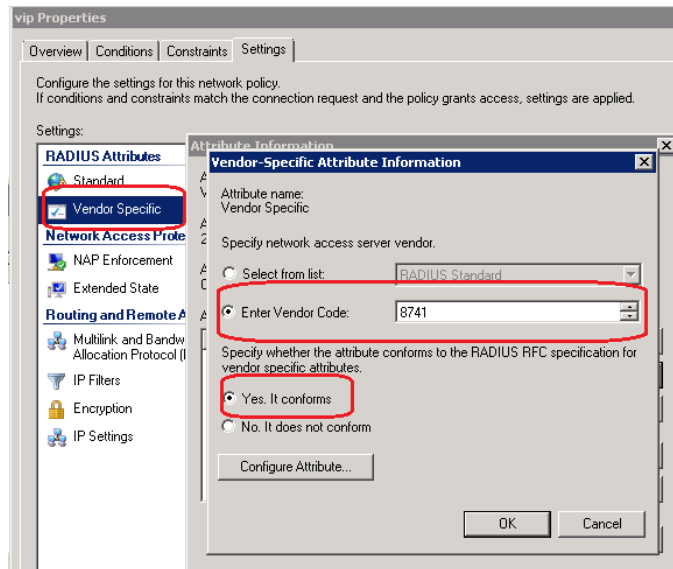 vip Properties
Overview Conditions Constraints Settings
Configure the settings for this network policy.
If conditions and constraints match the connection request and the policy grants access, settings are applied.
Settings:
RADIUS Attributes
Standard
Vendor Specific
Network Access Prote
NAP Enforcement
Extended State
Routing and Remote A
Multilink and Bandw
Allocation Protocol (
IP Filters
Encryption
IP Settings
Attribute Information
Vendor-Specific Attribute Information
Attribute name:
Vendor Specific
Specify network access server vendor.
Select from list: RADIUS Standard
Enter Vendor Code: 8741
Specify whether the attribute conforms to the RADIUS RFC specification for
vendor specific attributes.
Yes. It conforms
No. It does not conform
Configure Attribute...
OK Cancel